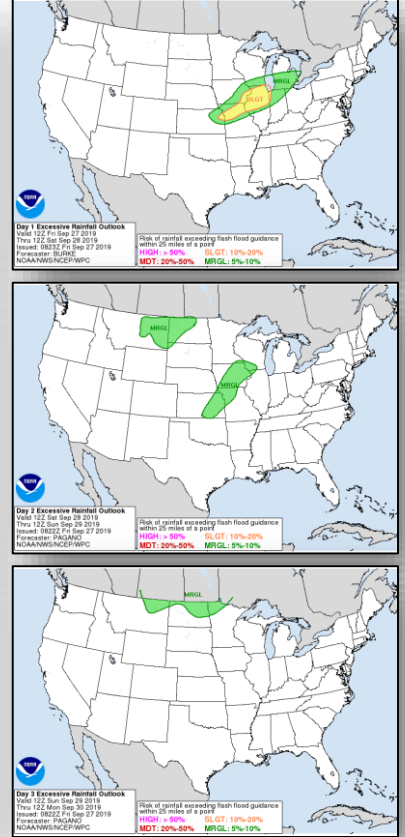 MRGL
SLGT
NOAA
Day 1 Excessive Rainfall Outlook
Valid 12Z Fri Sep 27 2019
Thru 12Z Sat Sep 28 2019
Issued: 0823Z Fri Sep 27 2019
Forecaster: BURKE
NOAA/NWS/NCEP/WPC
Risk of rainfall exceeding flash flood guidance
within 25 miles of a point
HIGH: > 50% SLGT: 10%-20%
MDT: 20%-50% MRGL: 5%-10%
MRGL
MRGL
NOAA
Day 2 Excessive Rainfall Outlook
Valid 12Z Sat Sep 28 2019
Thru 12Z Sun Sep 29 2019
Issued: 0822Z Fri Sep 27 2019
Forecaster: PAGANO
NOAA/NWS/NCEP/WPC
Risk of rainfall exceeding flash flood guidance
within 25 miles of a point
HIGH: > 50% SLGT: 10%-20%
MDT: 20%-50% MRGL: 5%-10%
MRGL
NOAA
Day 3 Excessive Rainfall Outlook
Valid 12Z Sun Sep 29 2019
Thru 12Z Mon Sep 30 2019
Issued: 0822Z Fri Sep 27 2019
Forecaster: PAGANO
NOAA/NWS/NCEP/WPC
Risk of rainfall exceeding flash flood guidance
within 25 miles of a point
HIGH: > 50% SLGT: 10%-20%
MDT: 20%-50% MRGL: 5%-10%